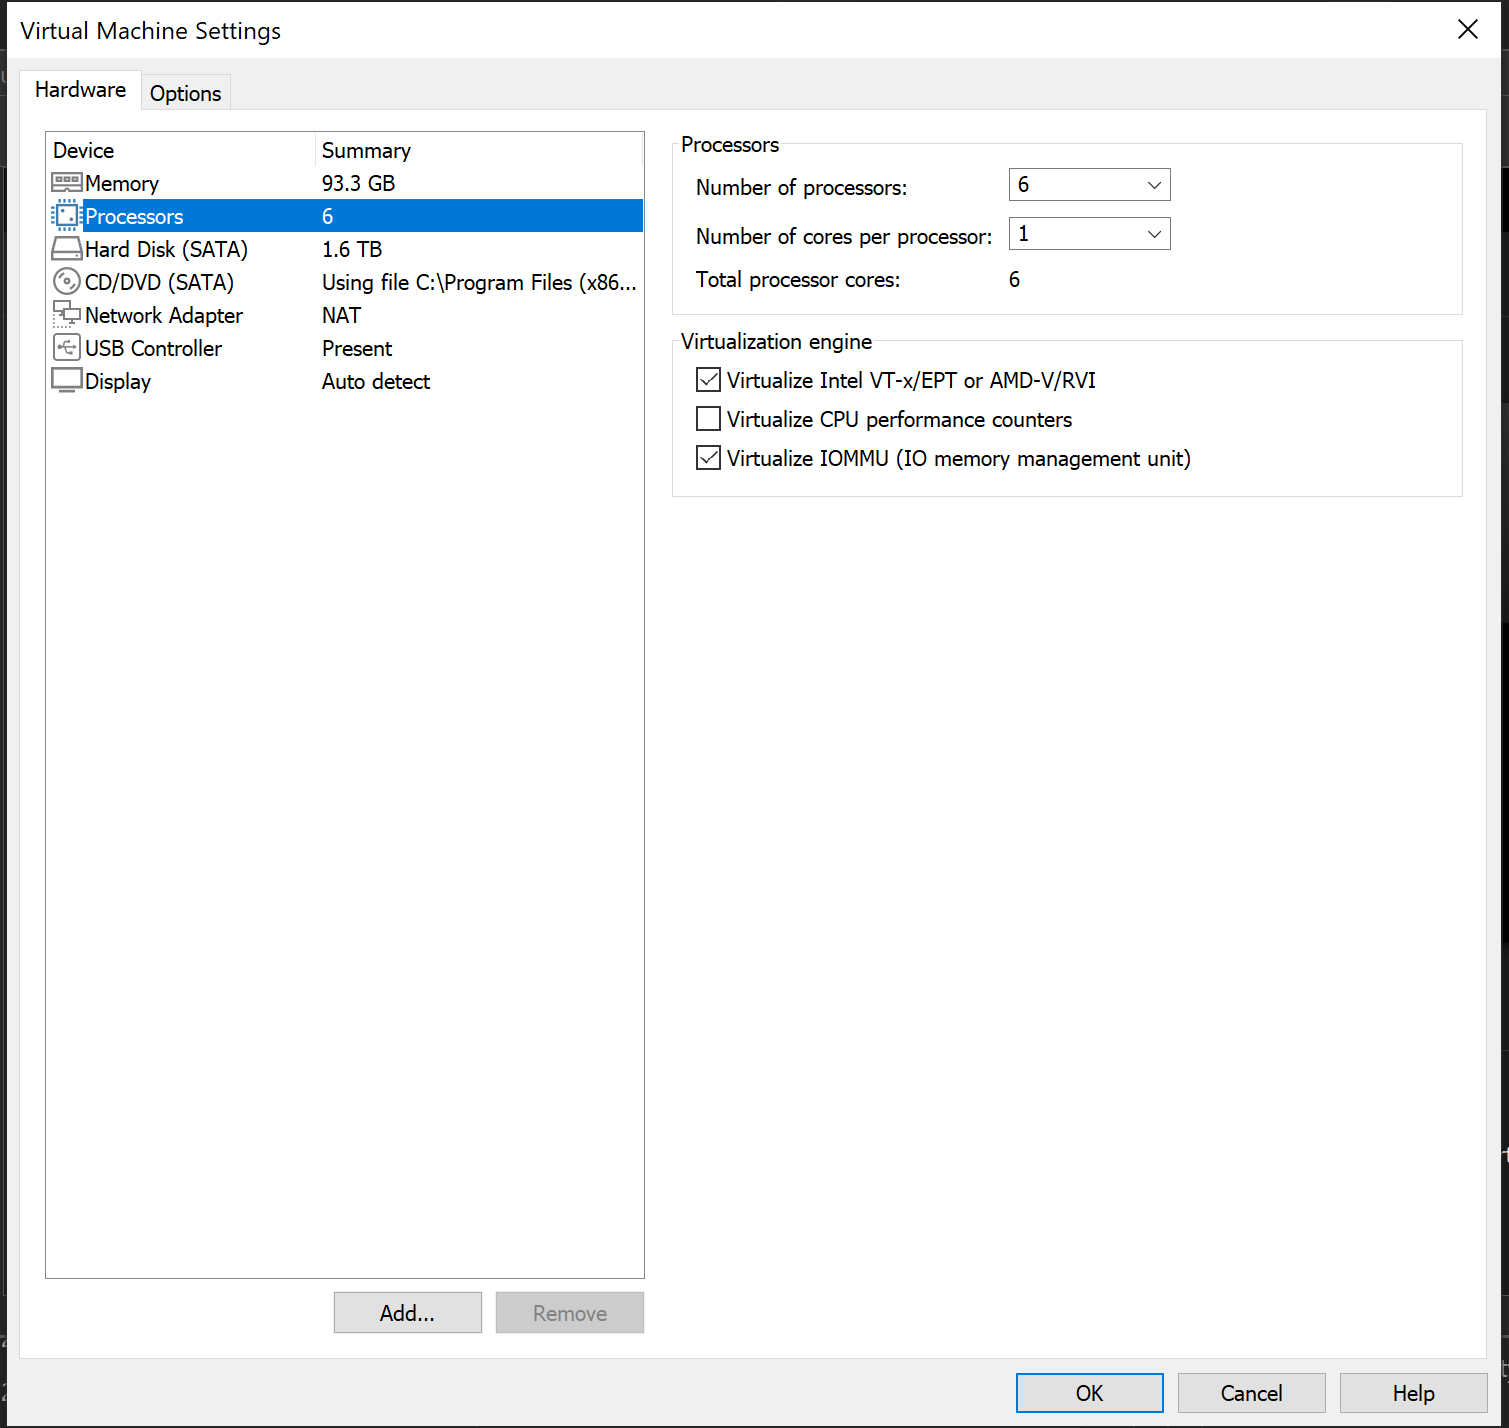 Virtual Machine Settings
Hardware
Options
Device Summary
Memory 93.3 GB
Processors 6
Hard Disk (SATA) 1.6 TB
CD/DVD (SATA) Using file C:\Program Files (x86...
Network Adapter NAT
USB Controller Present
Display Auto detect
Add...
Remove
Processors
Number of processors: 6
Number of cores per processor: 1
Total processor cores: 6
Virtualization engine
Virtualize Intel VT-x/EPT or AMD-V/RVI
Virtualize CPU performance counters
Virtualize IOMMU (IO memory management unit)
OK
Cancel
Help